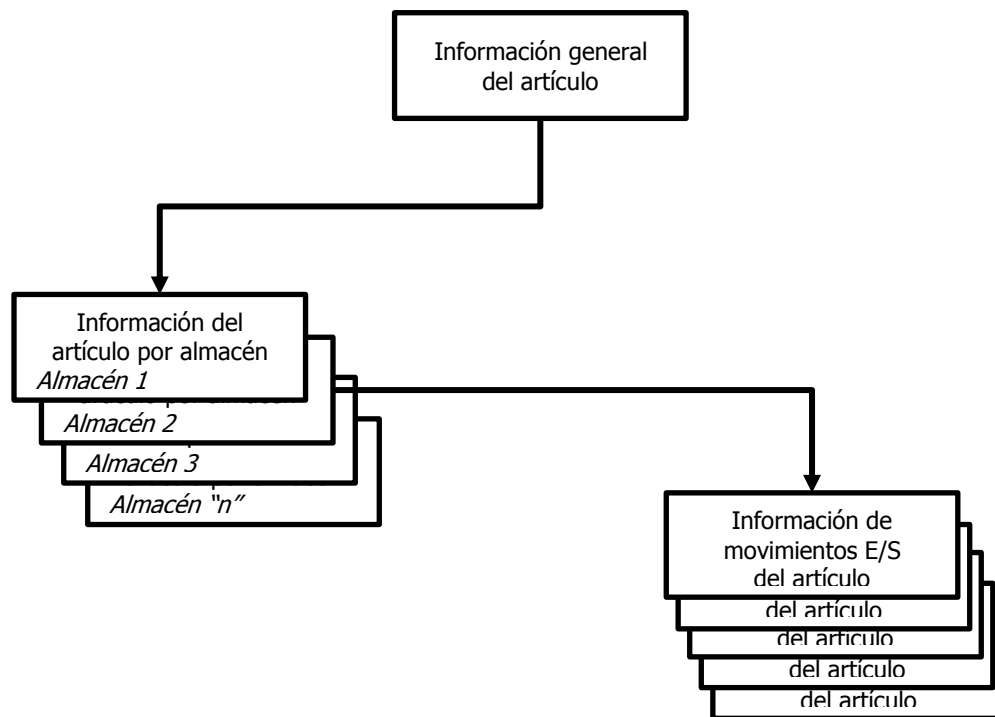 Información general
del artículo
Información del
artículo por almacén
Almacén 1
Almacén 2
Almacén 3
Almacén “n”
Información de
movimientos E/S
del artículo
del artículo
del artículo
del artículo
del artículo